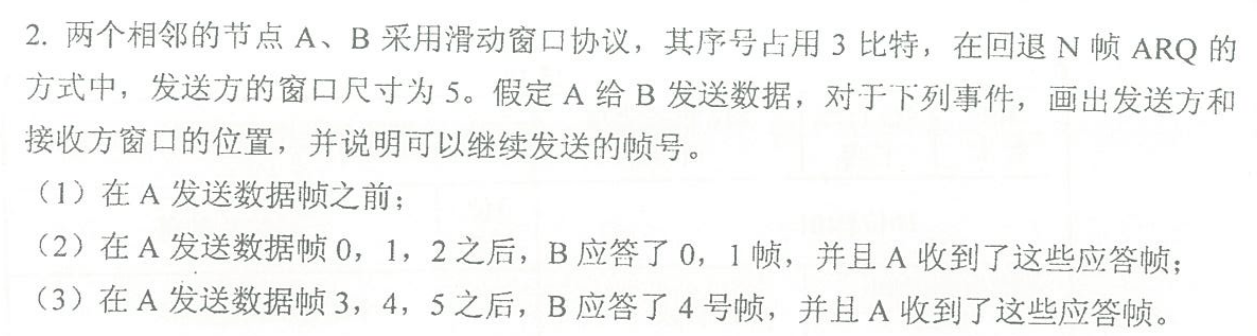 2. 两个相邻的节点 A、B 采用滑动窗口协议，其序号占用 3 比特，在回退 N 帧 ARQ 的
方式中，发送方的窗口尺寸为 5。假定 A 给 B 发送数据，对于下列事件，画出发送方和
接收方窗口的位置，并说明可以继续发送的帧号。
（1）在 A 发送数据帧之前；
（2）在 A 发送数据帧 0，1，2 之后，B 应答了 0，1 帧，并且 A 收到了这些应答帧；
（3）在 A 发送数据帧 3，4，5 之后，B 应答了 4 号帧，并且 A 收到了这些应答帧。